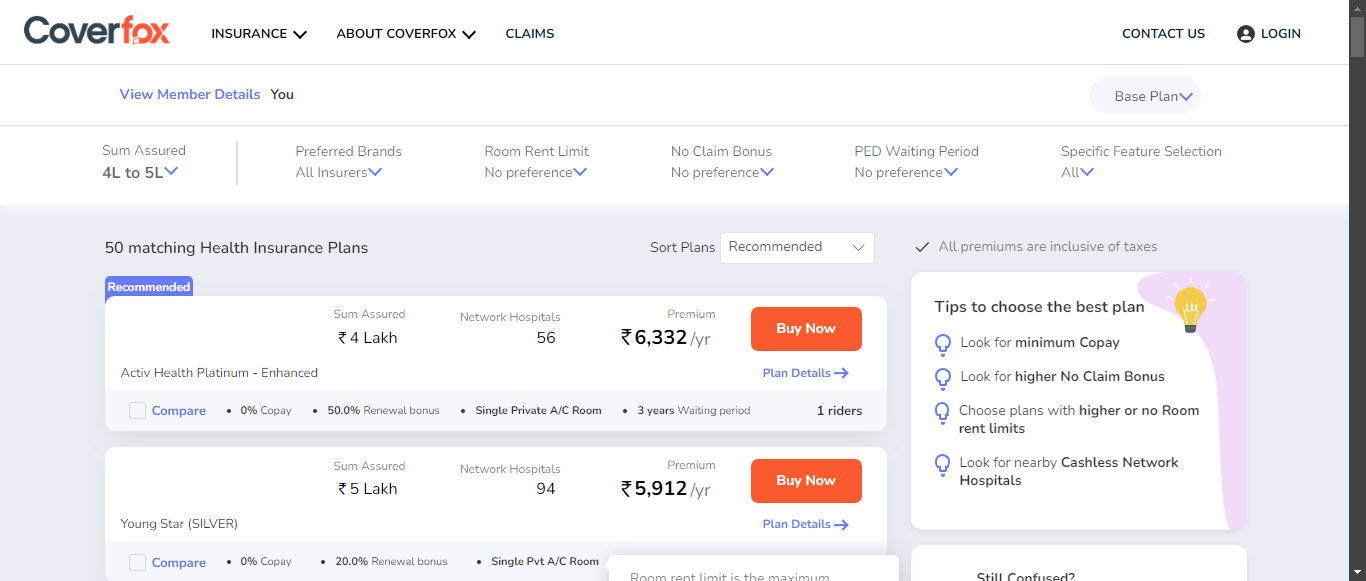 Coverfox INSURANCE ABOUT COVERFOX CLAIMS CONTACT US LOGIN
View Member Details You Base Plan
Sum Assured Preferred Brands Room Rent Limit No Claim Bonus PED Waiting Period Specific Feature Selection
4L to 5L All Insurers No preference No preference No preference All
50 matching Health Insurance Plans Sort Plans Recommended All premiums are inclusive of taxes
Recommended
Sum Assured Network Hospitals Premium
₹ 4 Lakh 56 ₹ 6,332 /yr Buy Now
Activ Health Platinum - Enhanced Plan Details
Compare • 0% Copay • 50.0% Renewal bonus • Single Private A/C Room • 3 years Waiting period 1 riders
Sum Assured Network Hospitals Premium
₹ 5 Lakh 94 ₹ 5,912 /yr Buy Now
Young Star (SILVER) Plan Details
Compare • 0% Copay • 20.0% Renewal bonus • Single Pvt A/C Room
Room rent limit is the maximum
Tips to choose the best plan
Look for minimum Copay
Look for higher No Claim Bonus
Choose plans with higher or no Room
rent limits
Look for nearby Cashless Network
Hospitals
Still Confused?